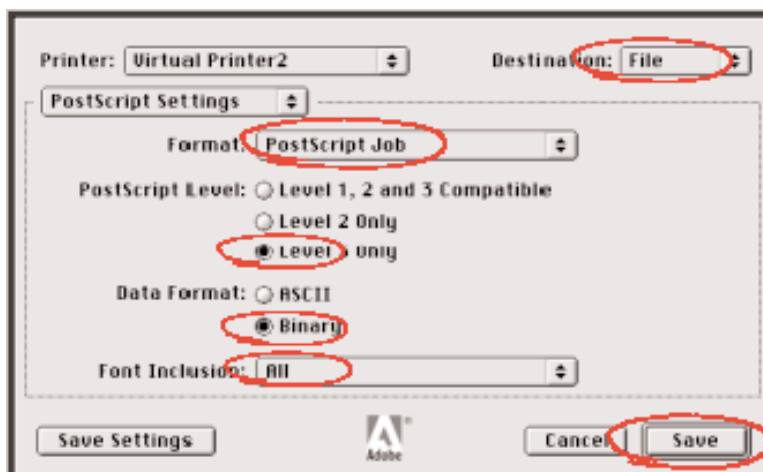 Printer: Virtual Printer2 Destination: File
PostScript Settings
Format: PostScript Job
PostScript Level: Level 1, 2 and 3 Compatible
Level 2 Only
Level 3 Only
Data Format: ASCII
Binary
Font Inclusion: All
Save Settings Adobe Cancel Save